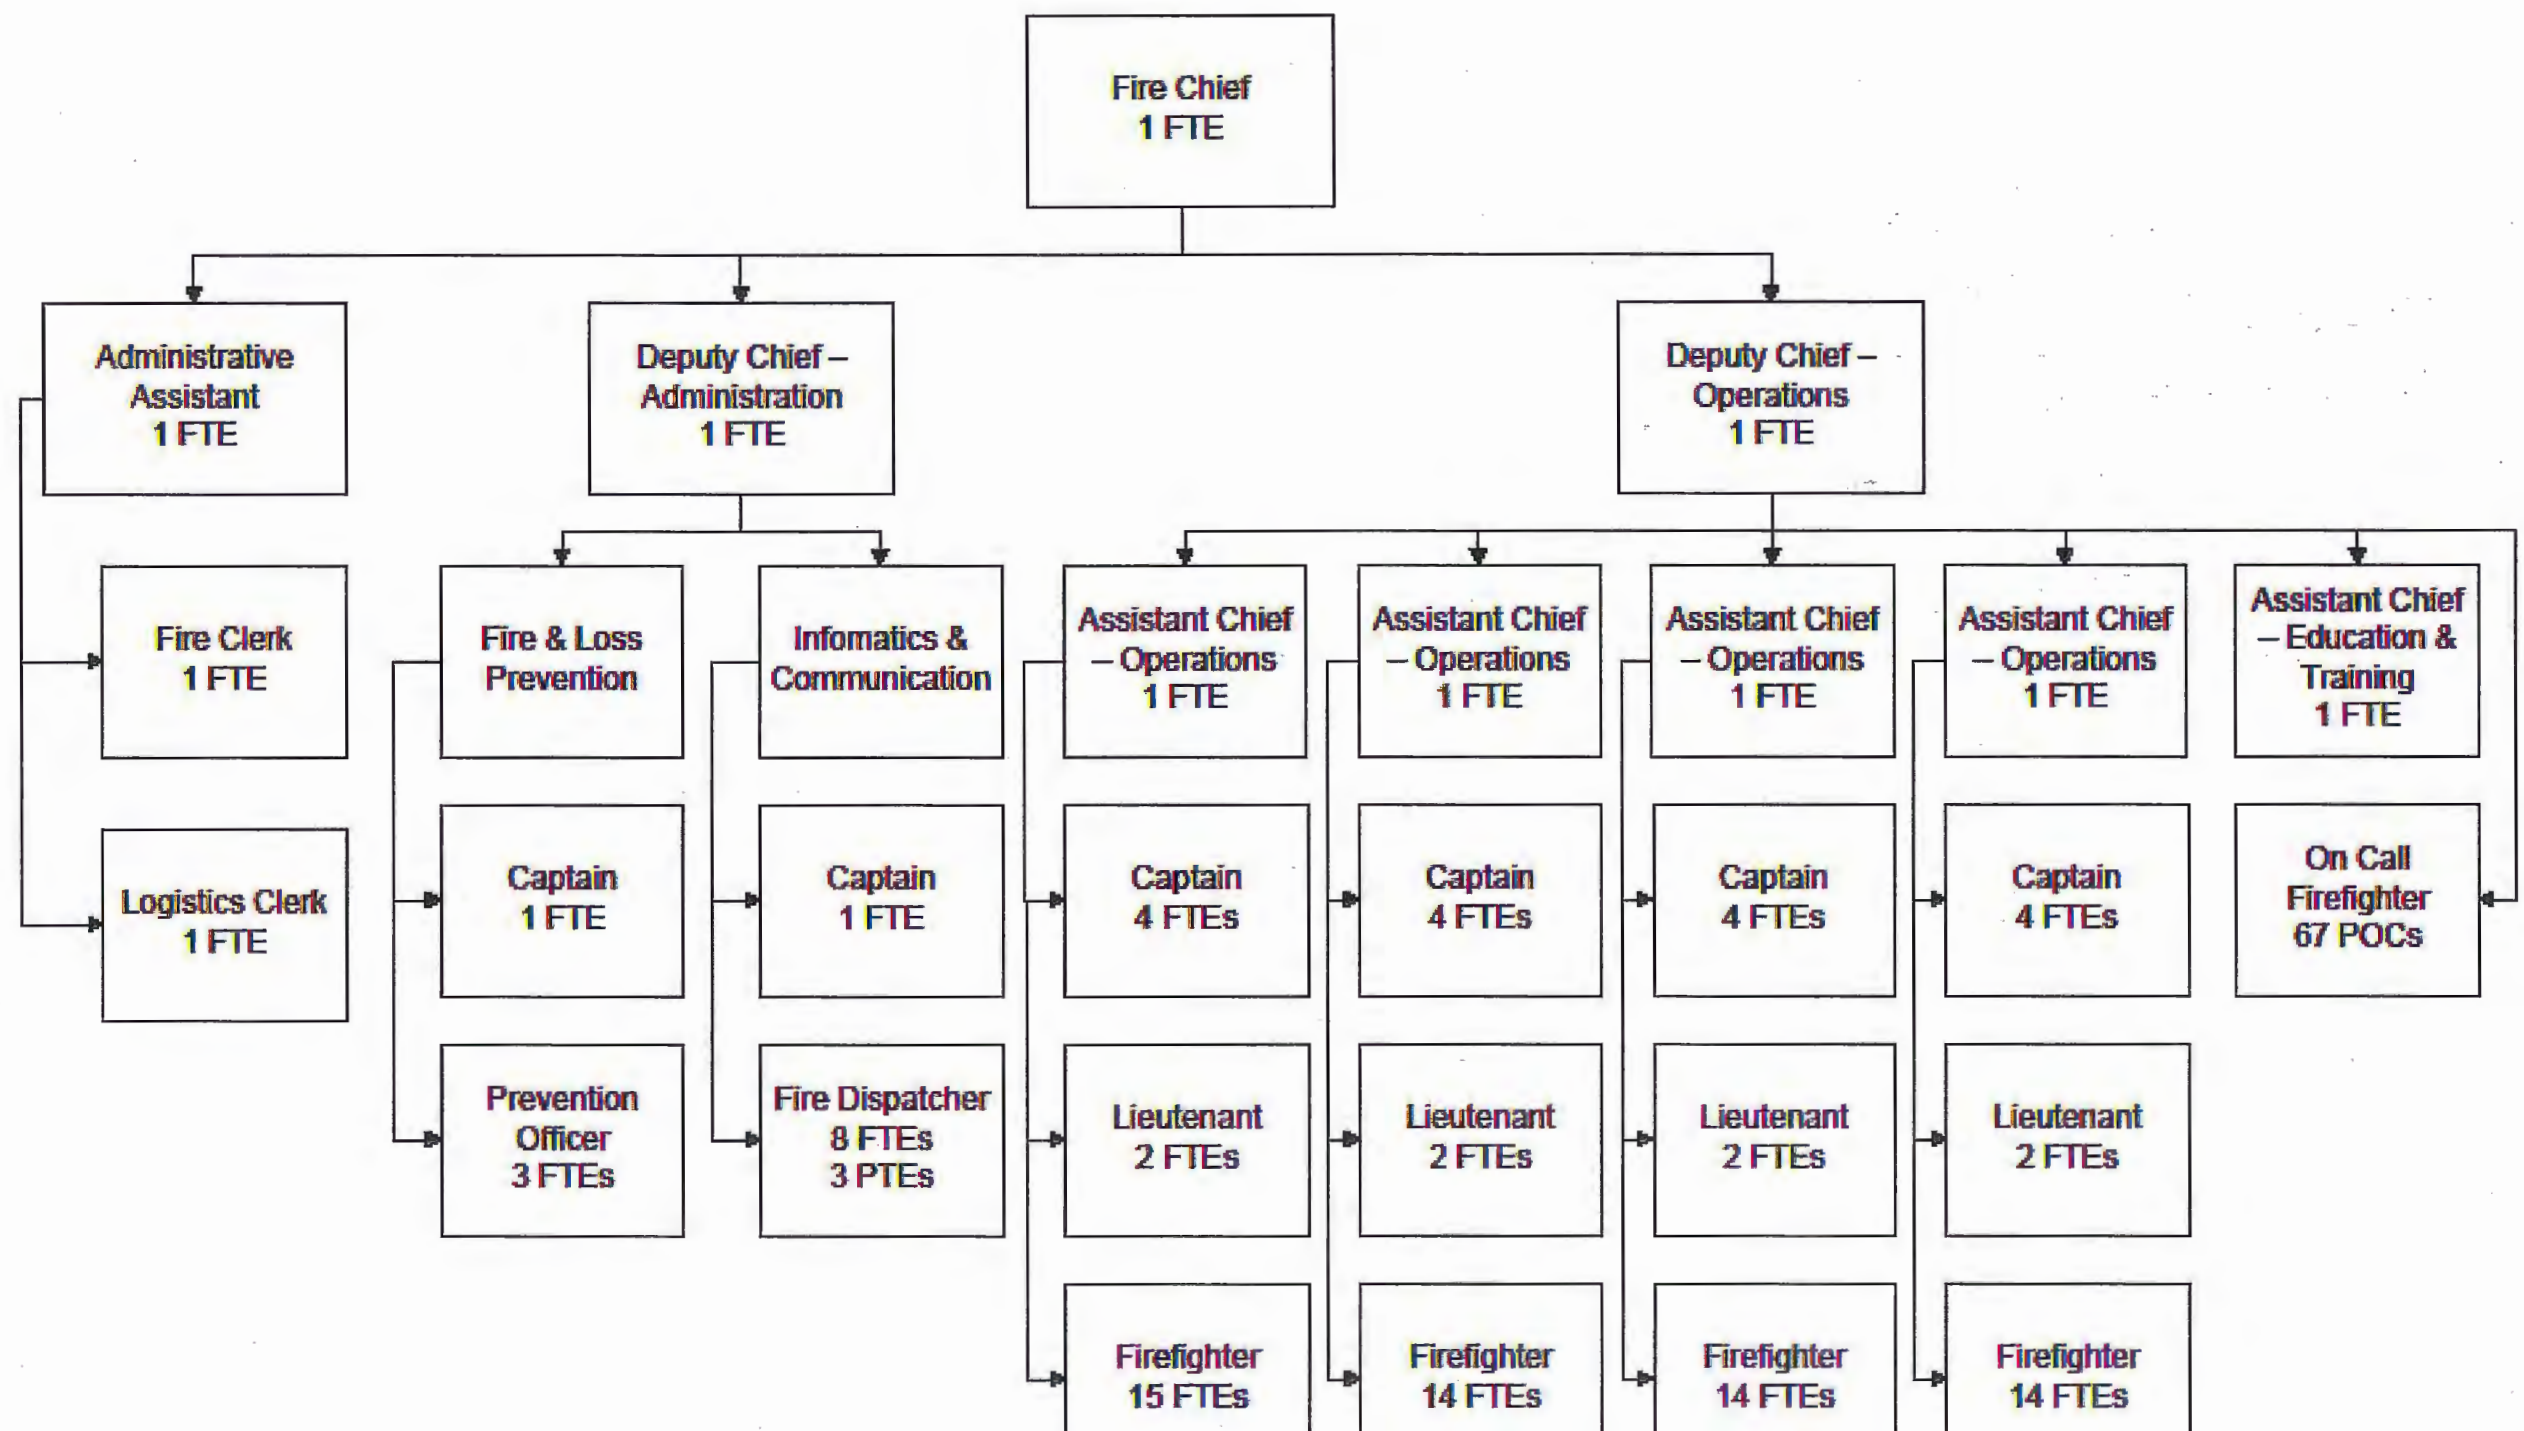 Fire Chief
1 FTE
Administrative
Assistant
1 FTE
Deputy Chief –
Administration
1 FTE
Deputy Chief –
Operations
1 FTE
Fire Clerk
1 FTE
Fire & Loss
Prevention
Infomatics &
Communication
Assistant Chief
– Operations
1 FTE
Assistant Chief
– Operations
1 FTE
Assistant Chief
– Operations
1 FTE
Assistant Chief
– Operations
1 FTE
Assistant Chief
– Education &
Training
1 FTE
Logistics Clerk
1 FTE
Captain
1 FTE
Captain
1 FTE
Captain
4 FTEs
Captain
4 FTEs
Captain
4 FTEs
Captain
4 FTEs
On Call
Firefighter
67 POCs
Prevention
Officer
3 FTEs
Fire Dispatcher
8 FTEs
3 PTEs
Lieutenant
2 FTEs
Lieutenant
2 FTEs
Lieutenant
2 FTEs
Lieutenant
2 FTEs
Firefighter
15 FTEs
Firefighter
14 FTEs
Firefighter
14 FTEs
Firefighter
14 FTEs